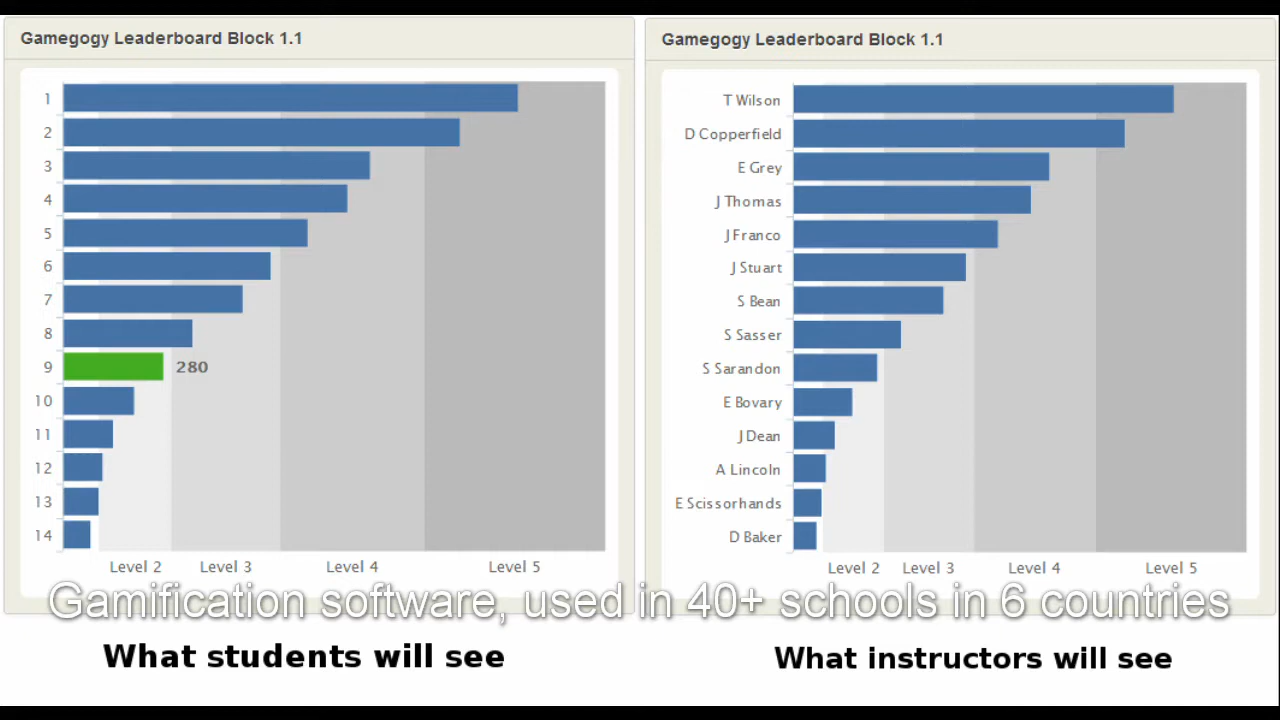 Gamegogy Leaderboard Block 1.1
1
2
3
4
5
6
7
8
9 280
10
11
12
13
14
Level 2 Level 3 Level 4 Level 5
Gamegogy Leaderboard Block 1.1
T Wilson
D Copperfield
E Grey
J Thomas
J Franco
J Stuart
S Bean
S Sasser
S Sarandon
E Bovary
J Dean
A Lincoln
E Scissorhands
D Baker
Level 2 Level 3 Level 4 Level 5
Gamification software, used in 40+ schools in 6 countries
What students will see
What instructors will see